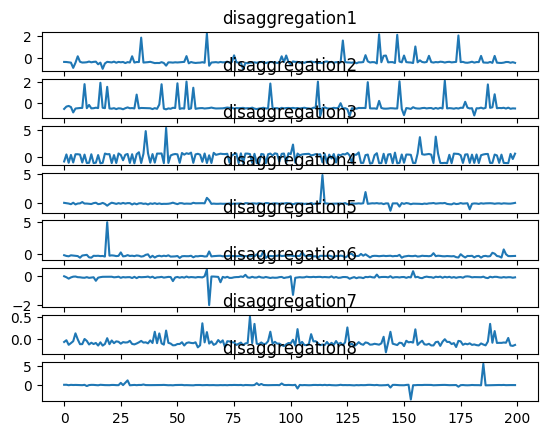 disaggregation1
2
0
disaggregation2
2
0
disaggregation3
5
0
disaggregation4
5
0
disaggregation5
5
0
disaggregation6
0
−2
disaggregation7
0.5
0.0
disaggregation8
5
0
0 25 50 75 100 125 150 175 200